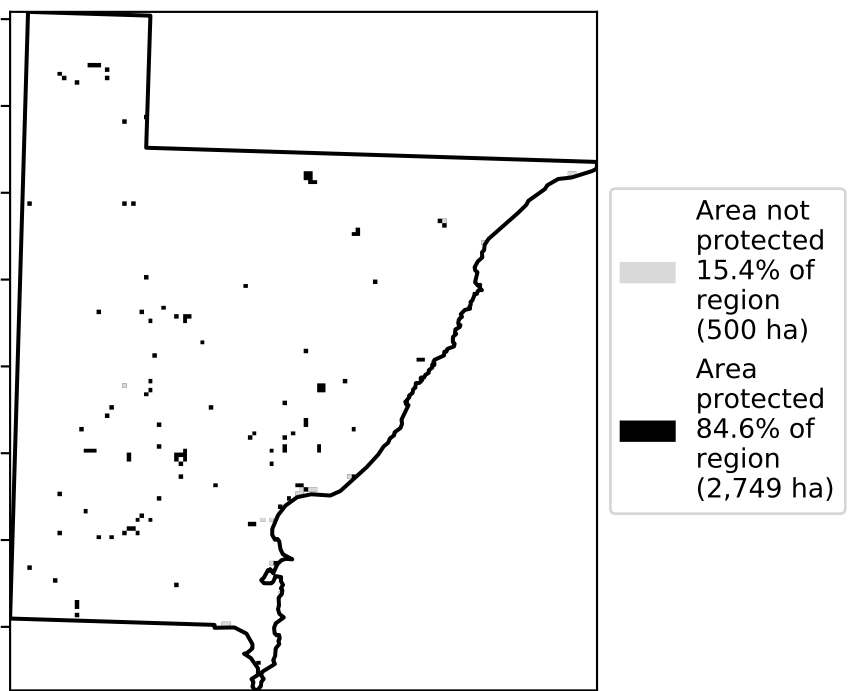 Area not
protected
15.4% of
region
(500 ha)
Area
protected
84.6% of
region
(2,749 ha)